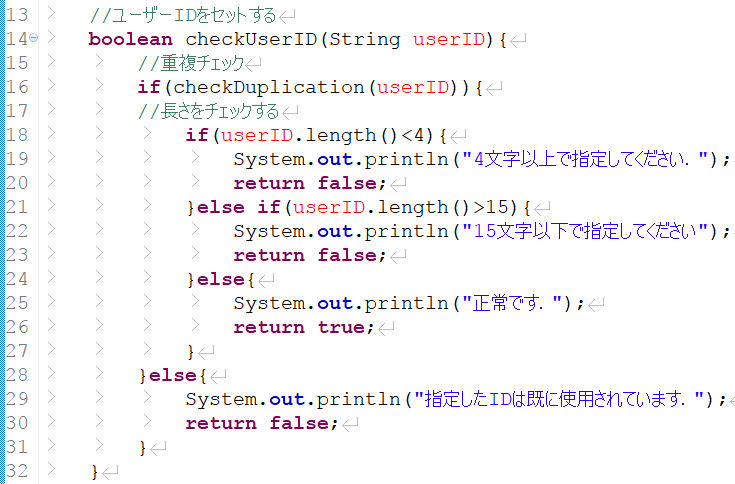 13 //ユーザーIDをセットする
14 boolean checkUserID(String userID){
15 //重複チェック
16 if(checkDuplication(userID)){
17 //長さをチェックする
18 if(userID.length()<4){
19 System.out.println("4文字以上で指定してください．");
20 return false;
21 }else if(userID.length()>15){
22 System.out.println("15文字以下で指定してください");
23 return false;
24 }else{
25 System.out.println("正常です．");
26 return true;
27 }
28 }else{
29 System.out.println("指定したIDは既に使用されています．");
30 return false;
31 }
32 }